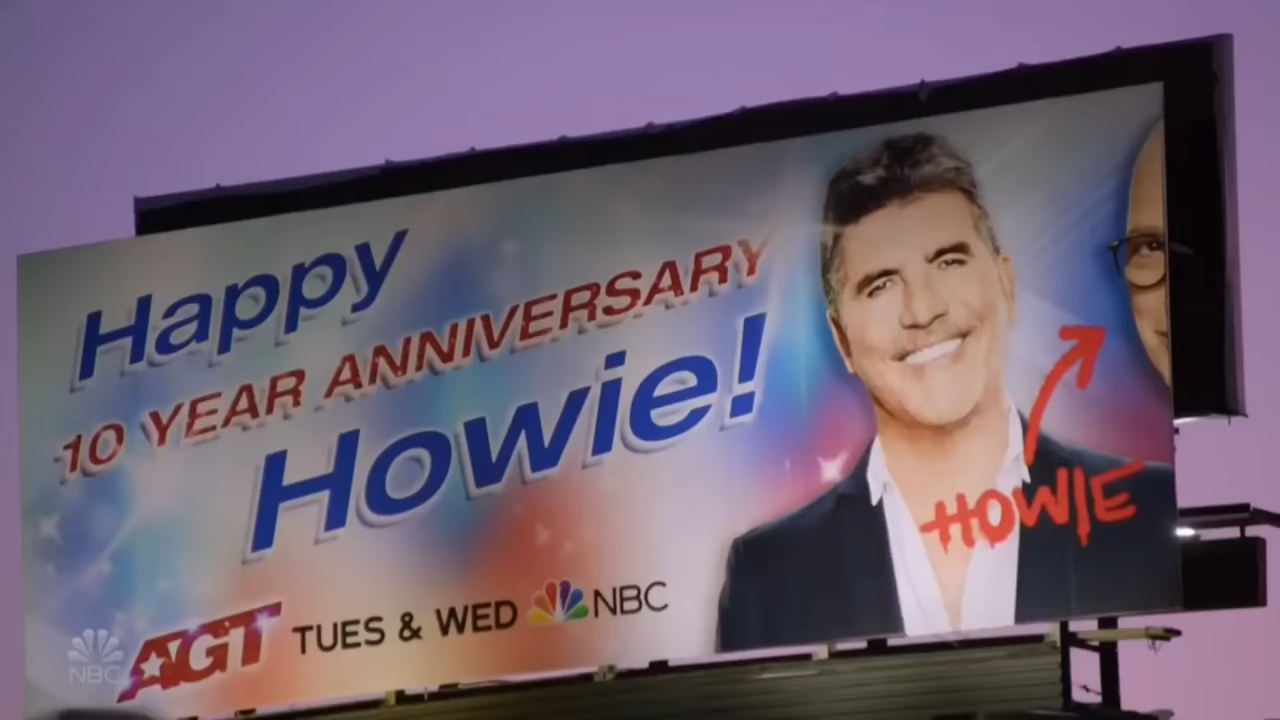 Happy
10 YEAR ANNIVERSARY
Howie!
HOWIE
AGT TUES & WED NBC
NBC